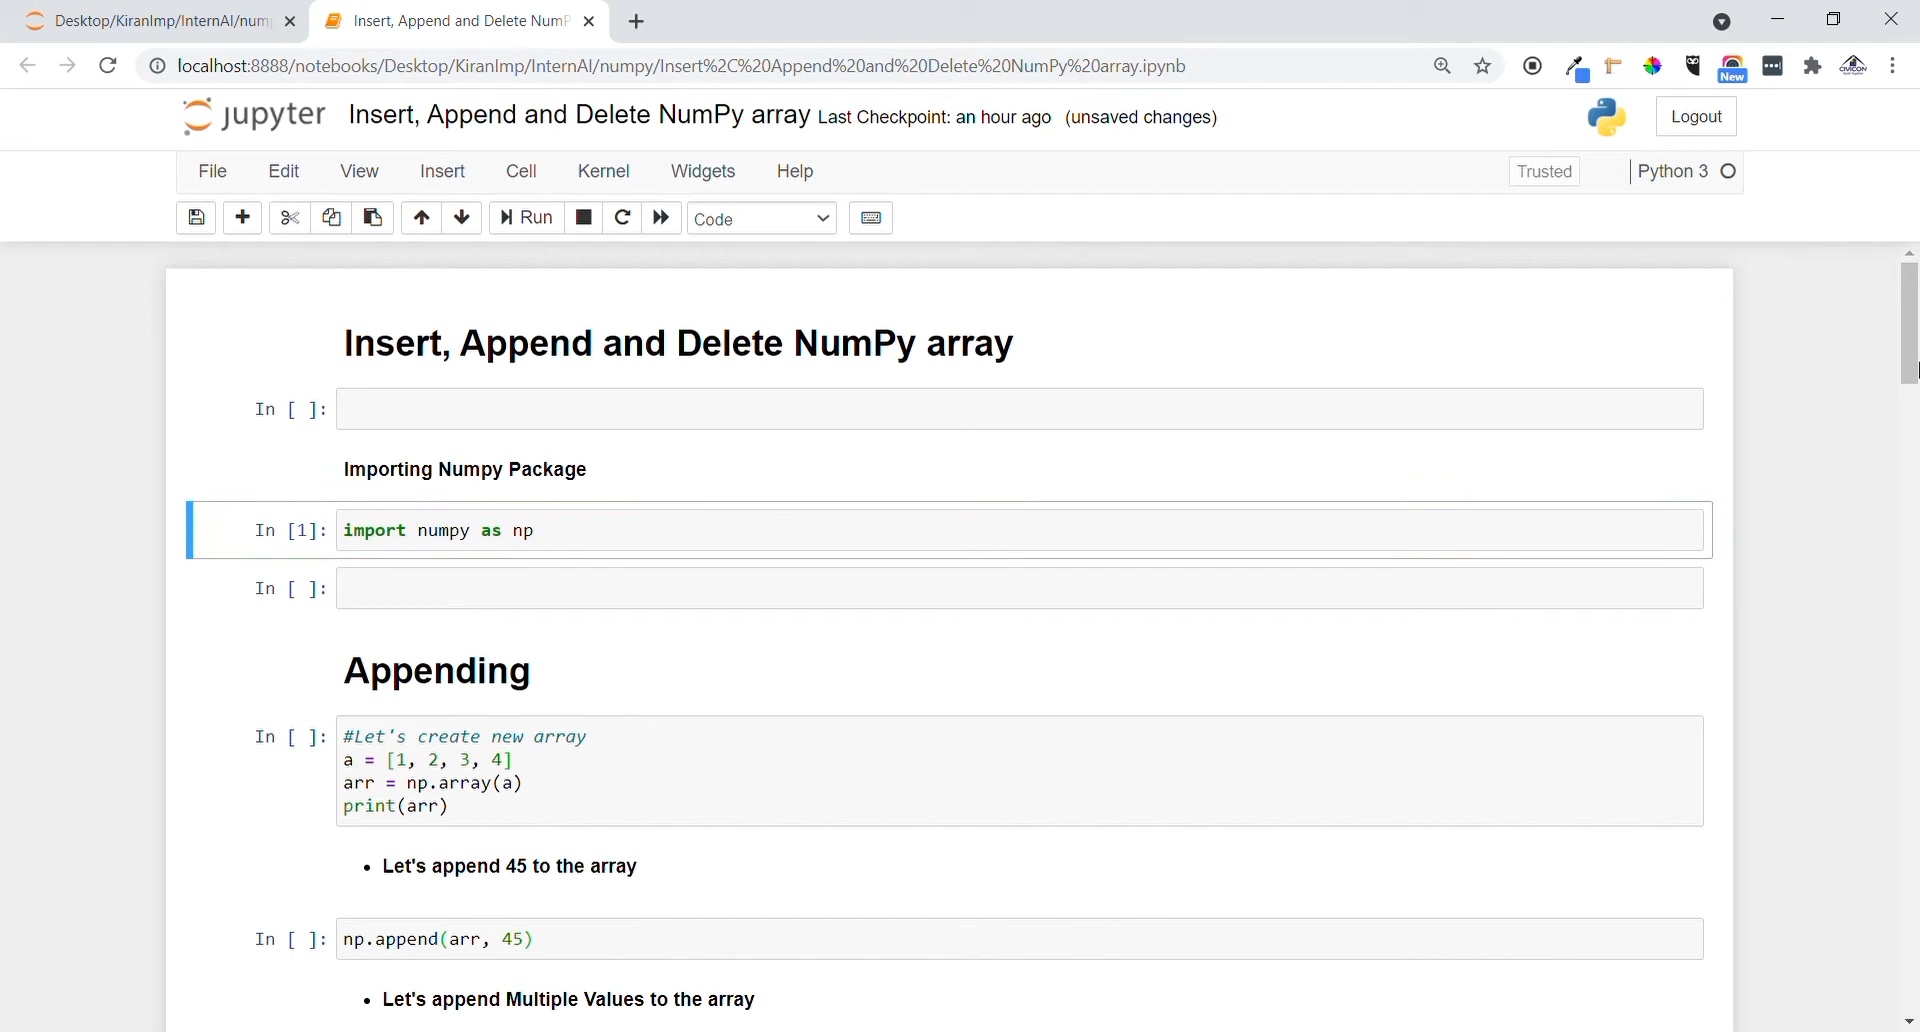 Desktop/KiranImp/InternAI/num
Insert, Append and Delete NumP
localhost:8888/notebooks/Desktop/KiranImp/InternAI/numpy/Insert%2C%20Append%20and%20Delete%20NumPy%20array.ipynb
New
CIVICON
jupyter Insert, Append and Delete NumPy array Last Checkpoint: an hour ago (unsaved changes)
Logout
File Edit View Insert Cell Kernel Widgets Help
Trusted
Python 3
Run
Code
Insert, Append and Delete NumPy array
In [ ]:
Importing Numpy Package
In [1]: import numpy as np
In [ ]:
Appending
In [ ]: #Let's create new array
a = [1, 2, 3, 4]
arr = np.array(a)
print(arr)
• Let's append 45 to the array
In [ ]: np.append(arr, 45)
• Let's append Multiple Values to the array